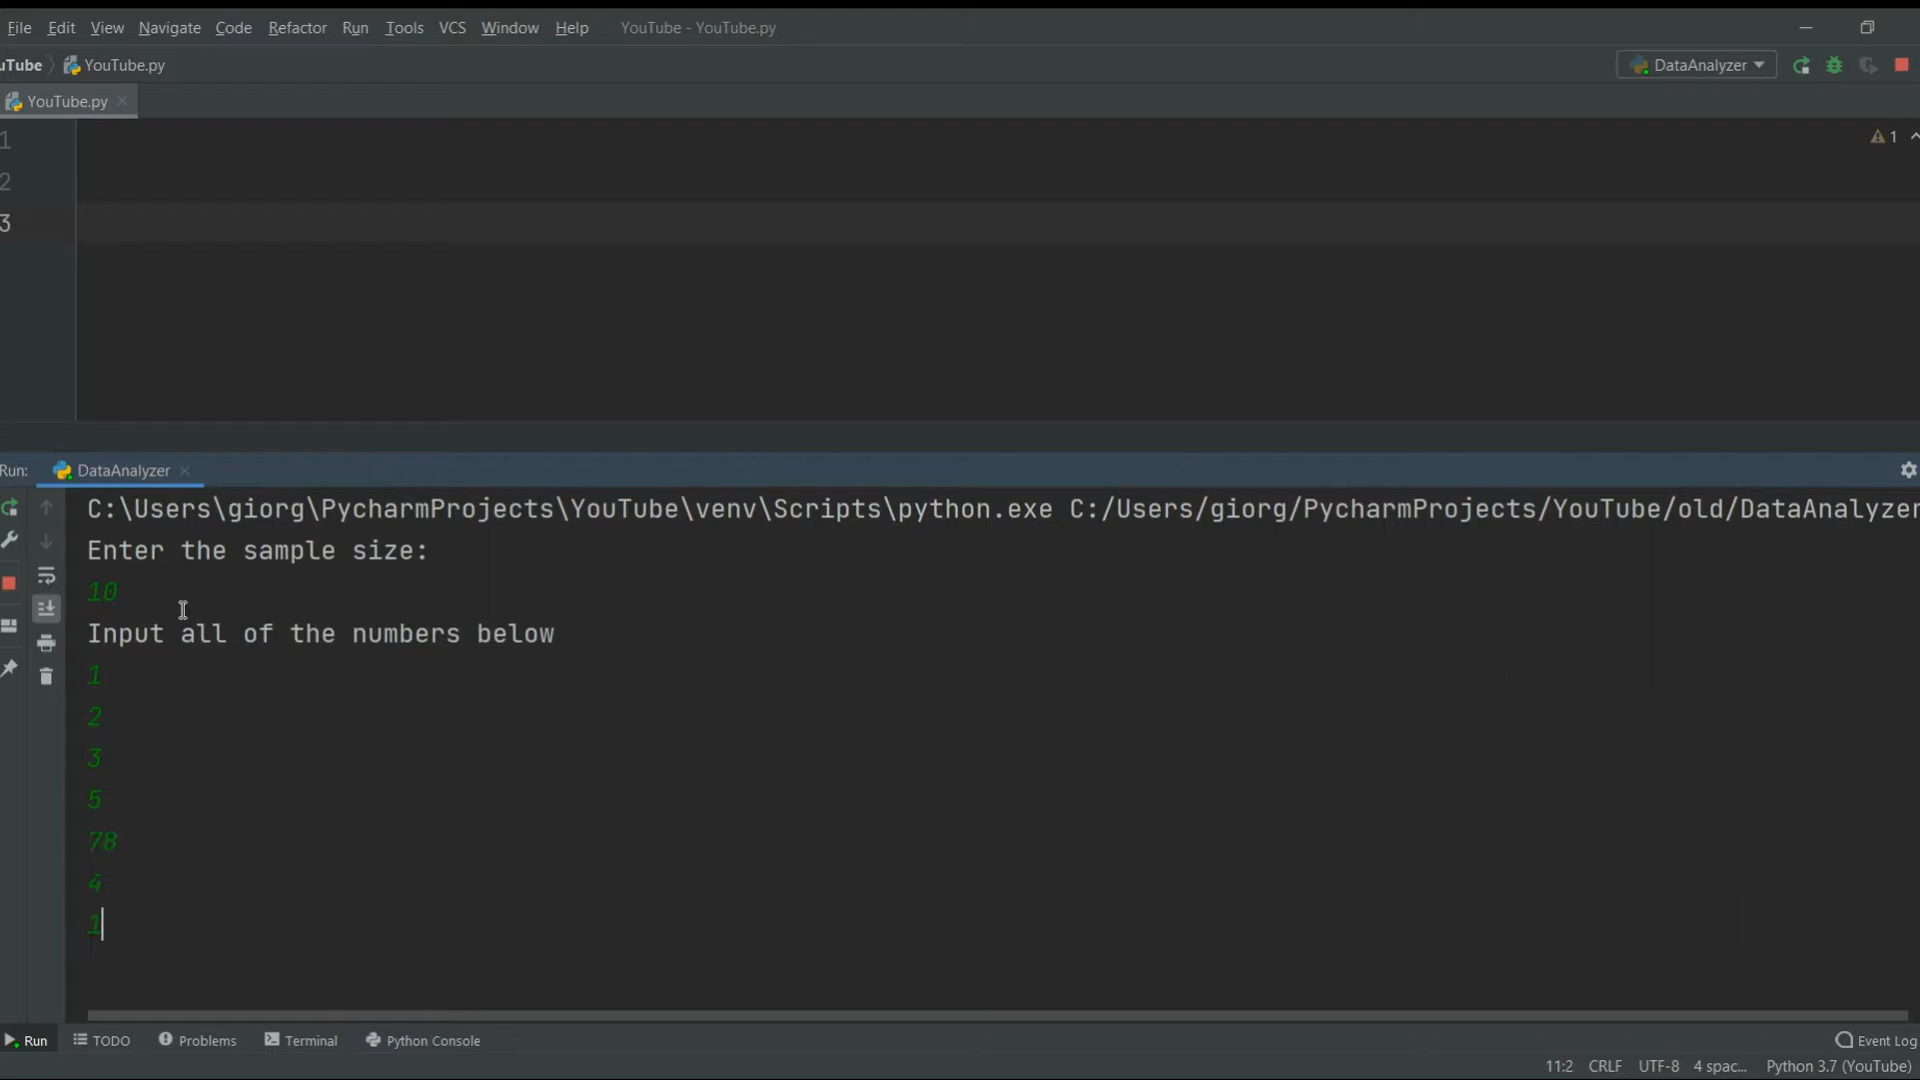 File Edit View Navigate Code Refactor Run Tools VCS Window Help YouTube - YouTube.py
uTube YouTube.py DataAnalyzer
YouTube.py
1
1
2
3
Run: DataAnalyzer
C:\Users\giorg\PycharmProjects\YouTube\venv\Scripts\python.exe C:/Users/giorg/PycharmProjects/YouTube/old/DataAnalyzer
Enter the sample size:
10
Input all of the numbers below
1
2
3
5
78
4
1
Run TODO Problems Terminal Python Console Event Log
11:2 CRLF UTF-8 4 spac... Python 3.7 (YouTube)